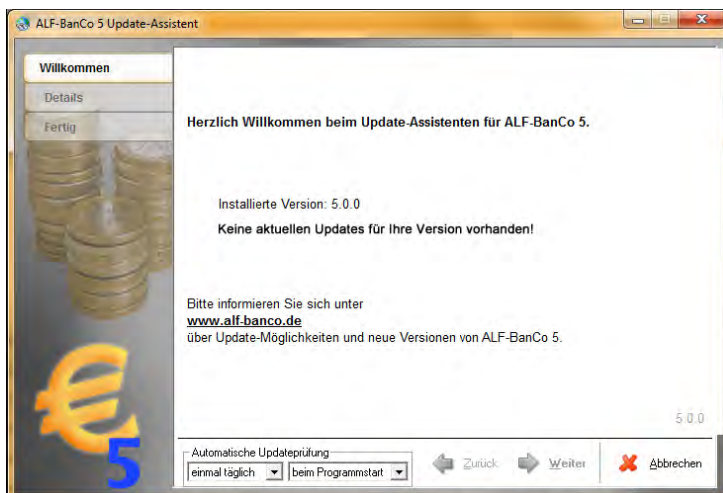 ALF-BanCo 5 Update-Assistent
Willkommen
Details
Fertig
Herzlich Willkommen beim Update-Assistenten für ALF-BanCo 5.
Installierte Version: 5.0.0
Keine aktuellen Updates für Ihre Version vorhanden!
Bitte informieren Sie sich unter
www.alf-banco.de
über Update-Möglichkeiten und neue Versionen von ALF-BanCo 5.
5.0.0
€ 5
Automatische Updateprüfung
einmal täglich beim Programmstart Zurück Weiter Abbrechen